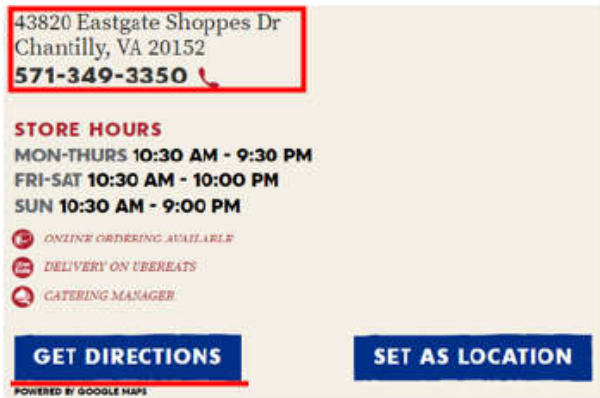 43820 Eastgate Shoppes Dr
Chantilly, VA 20152
571-349-3350
STORE HOURS
MON-THURS 10:30 AM - 9:30 PM
FRI-SAT 10:30 AM - 10:00 PM
SUN 10:30 AM - 9:00 PM
ONLINE ORDERING AVAILABLE
DELIVERY ON UBEREATS
CATERING MANAGER
GET DIRECTIONS SET AS LOCATION
POWERED BY GOOGLE MAPS